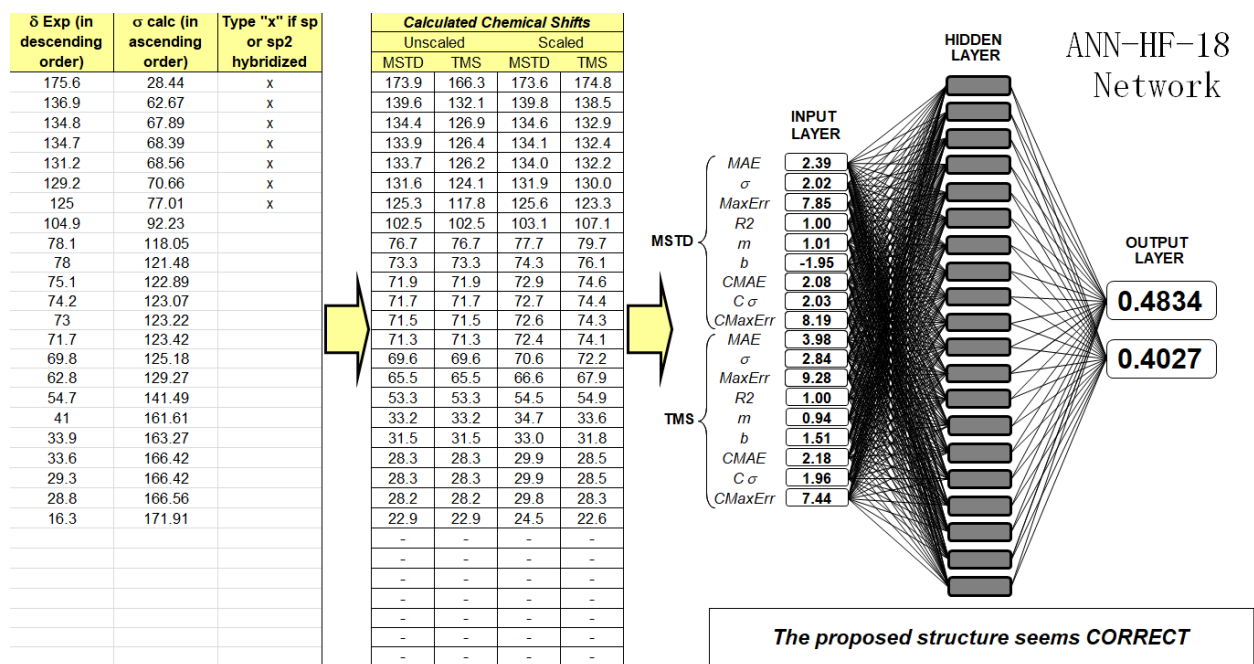 δ Exp (in descending order) σ calc (in ascending order) Type "x" if sp or sp2 hybridized
175.6 28.44 x
136.9 62.67 x
134.8 67.89 x
134.7 68.39 x
131.2 68.56 x
129.2 70.66 x
125 77.01 x
104.9 92.23
78.1 118.05
78 121.48
75.1 122.89
74.2 123.07
73 123.22
71.7 123.42
69.8 125.18
62.8 129.27
54.7 141.49
41 161.61
33.9 163.27
33.6 166.42
29.3 166.42
28.8 166.56
16.3 171.91
Calculated Chemical Shifts
Unscaled Scaled
MSTD TMS MSTD TMS
173.9 166.3 173.6 174.8
139.6 132.1 139.8 138.5
134.4 126.9 134.6 132.9
133.9 126.4 134.1 132.4
133.7 126.2 134.0 132.2
131.6 124.1 131.9 130.0
125.3 117.8 125.6 123.3
102.5 102.5 103.1 107.1
76.7 76.7 77.7 79.7
73.3 73.3 74.3 76.1
71.9 71.9 72.9 74.6
71.7 71.7 72.7 74.4
71.5 71.5 72.6 74.3
71.3 71.3 72.4 74.1
69.6 69.6 70.6 72.2
65.5 65.5 66.6 67.9
53.3 53.3 54.5 54.9
33.2 33.2 34.7 33.6
31.5 31.5 33.0 31.8
28.3 28.3 29.9 28.5
28.3 28.3 29.9 28.5
28.2 28.2 29.8 28.3
22.9 22.9 24.5 22.6
- - - -
- - - -
- - - -
- - - -
- - - -
- - - -
- - - -
- - - -
ANN-HF-18
Network
HIDDEN
LAYER
INPUT
LAYER
MSTD
MAE 2.39
σ 2.02
MaxErr 7.85
R2 1.00
m 1.01
b -1.95
CMAE 2.08
C σ 2.03
CMaxErr 8.19
TMS
MAE 3.98
σ 2.84
MaxErr 9.28
R2 1.00
m 0.94
b 1.51
CMAE 2.18
C σ 1.96
CMaxErr 7.44
OUTPUT
LAYER
0.4834
0.4027
The proposed structure seems CORRECT